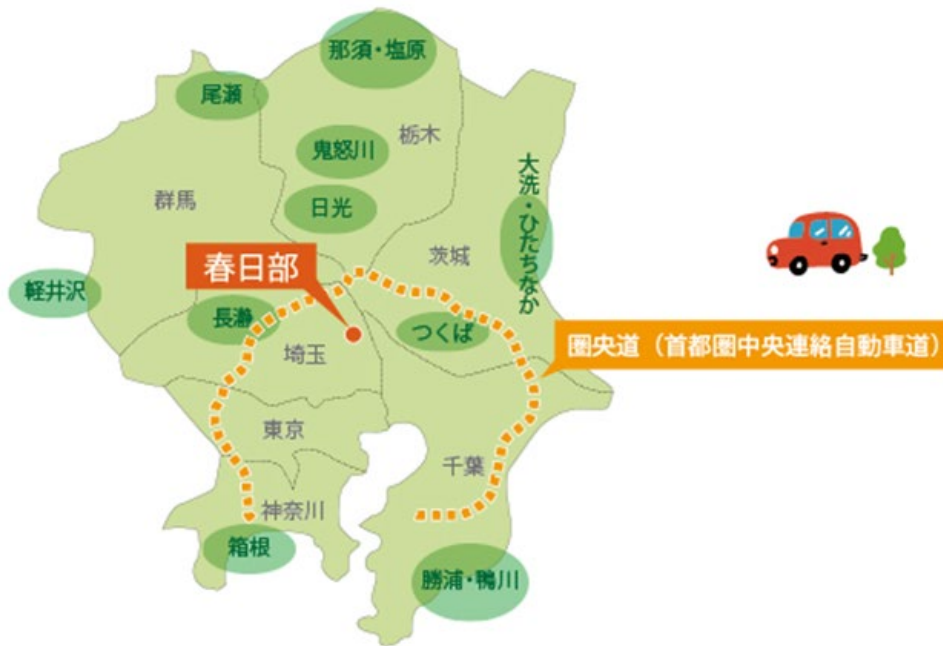 那須・塩原
尾瀬
栃木
鬼怒川
大洗・ひたちなか
群馬
日光
茨城
春日部
軽井沢
長瀞
つくば
圏央道（首都圏中央連絡自動車道）
埼玉
東京
千葉
神奈川
箱根
勝浦・鴨川